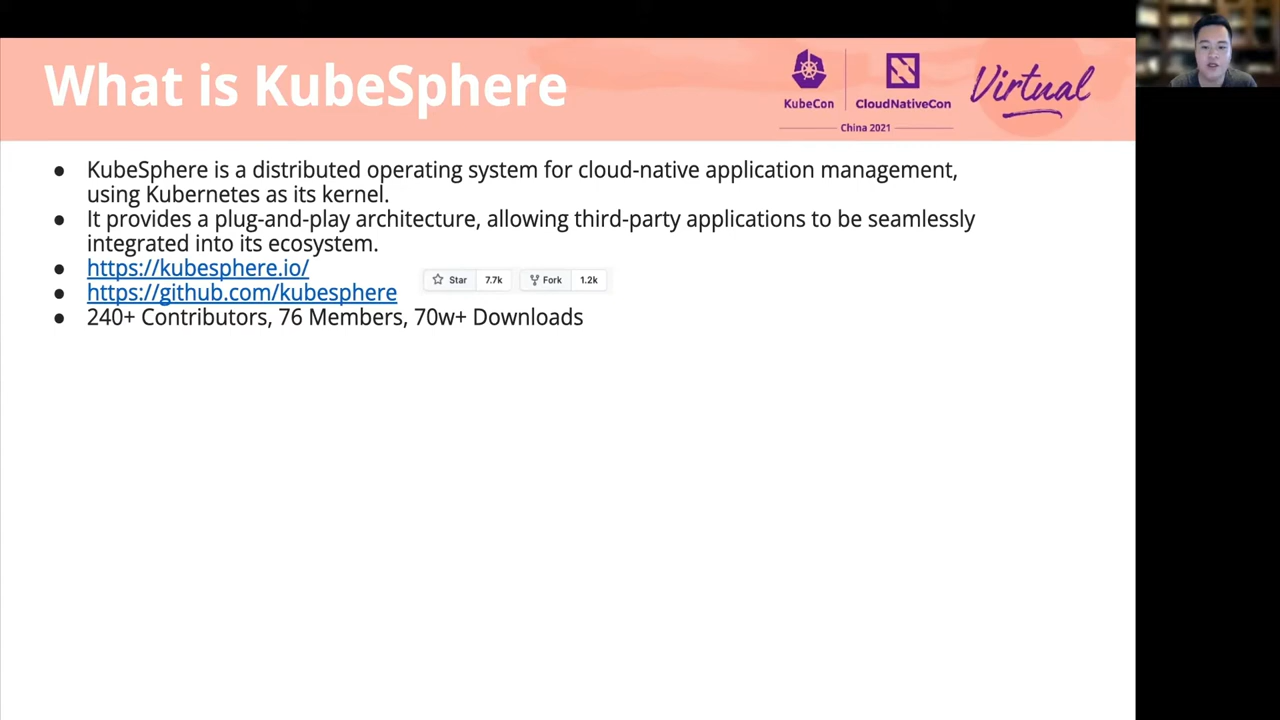 What is KubeSphere
KubeCon
CloudNativeCon
Virtual
China 2021
● KubeSphere is a distributed operating system for cloud-native application management,
using Kubernetes as its kernel.
● It provides a plug-and-play architecture, allowing third-party applications to be seamlessly
integrated into its ecosystem.
● https://kubesphere.io/
● https://github.com/kubesphere
Star 7.7k Fork 1.2k
● 240+ Contributors, 76 Members, 70w+ Downloads